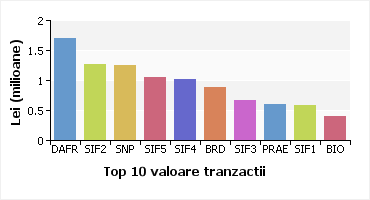 Lei (milioane)
2
1.5
1
0.5
0
DAFR SIF2 SNP SIF5 SIF4 BRD SIF3 PRAE SIF1 BIO
Top 10 valoare tranzactii